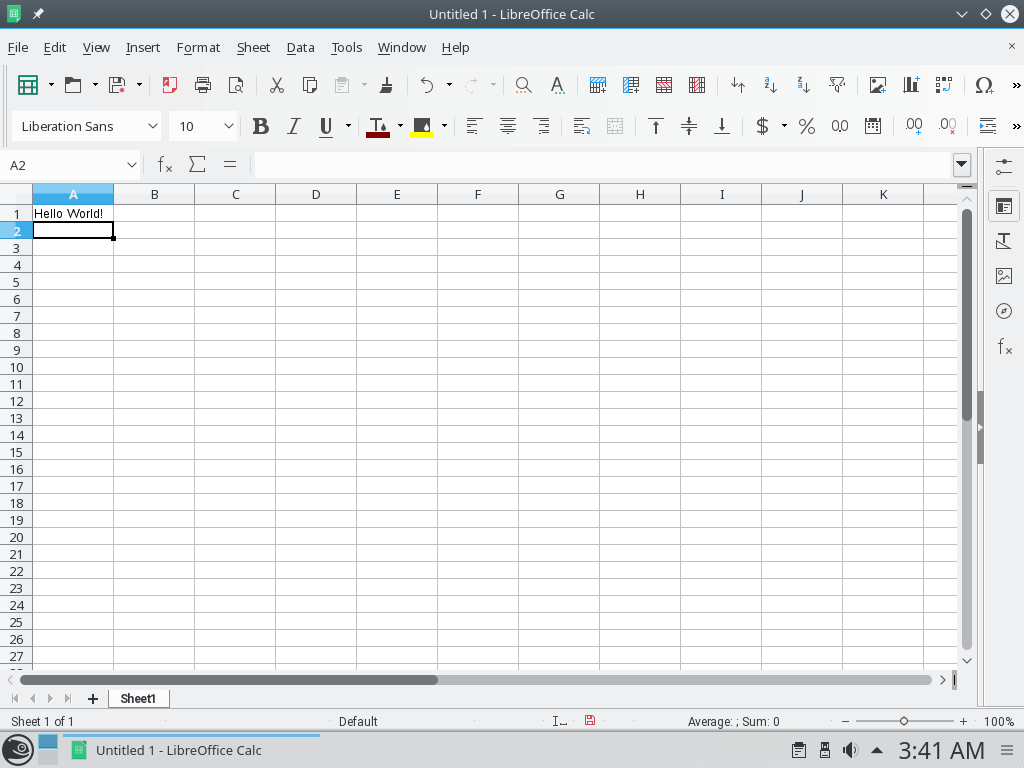 Untitled 1 - LibreOffice Calc
File Edit View Insert Format Sheet Data Tools Window Help
Liberation Sans 10
A2
A B C D E F G H I J K
1 Hello World!
2
3
4
5
6
7
8
9
10
11
12
13
14
15
16
17
18
19
20
21
22
23
24
25
26
27
Sheet1
Sheet 1 of 1 Default Average: ; Sum: 0 100%
Untitled 1 - LibreOffice Calc 3:41 AM